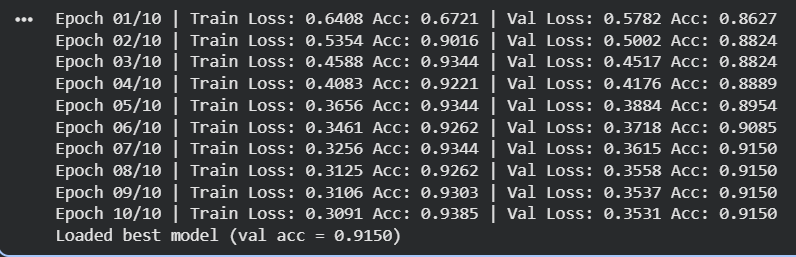 Epoch 01/10 | Train Loss: 0.6408 Acc: 0.6721 | Val Loss: 0.5782 Acc: 0.8627
Epoch 02/10 | Train Loss: 0.5354 Acc: 0.9016 | Val Loss: 0.5002 Acc: 0.8824
Epoch 03/10 | Train Loss: 0.4588 Acc: 0.9344 | Val Loss: 0.4517 Acc: 0.8824
Epoch 04/10 | Train Loss: 0.4083 Acc: 0.9221 | Val Loss: 0.4176 Acc: 0.8889
Epoch 05/10 | Train Loss: 0.3656 Acc: 0.9344 | Val Loss: 0.3884 Acc: 0.8954
Epoch 06/10 | Train Loss: 0.3461 Acc: 0.9262 | Val Loss: 0.3718 Acc: 0.9085
Epoch 07/10 | Train Loss: 0.3256 Acc: 0.9344 | Val Loss: 0.3615 Acc: 0.9150
Epoch 08/10 | Train Loss: 0.3125 Acc: 0.9262 | Val Loss: 0.3558 Acc: 0.9150
Epoch 09/10 | Train Loss: 0.3106 Acc: 0.9303 | Val Loss: 0.3537 Acc: 0.9150
Epoch 10/10 | Train Loss: 0.3091 Acc: 0.9385 | Val Loss: 0.3531 Acc: 0.9150
Loaded best model (val acc = 0.9150)